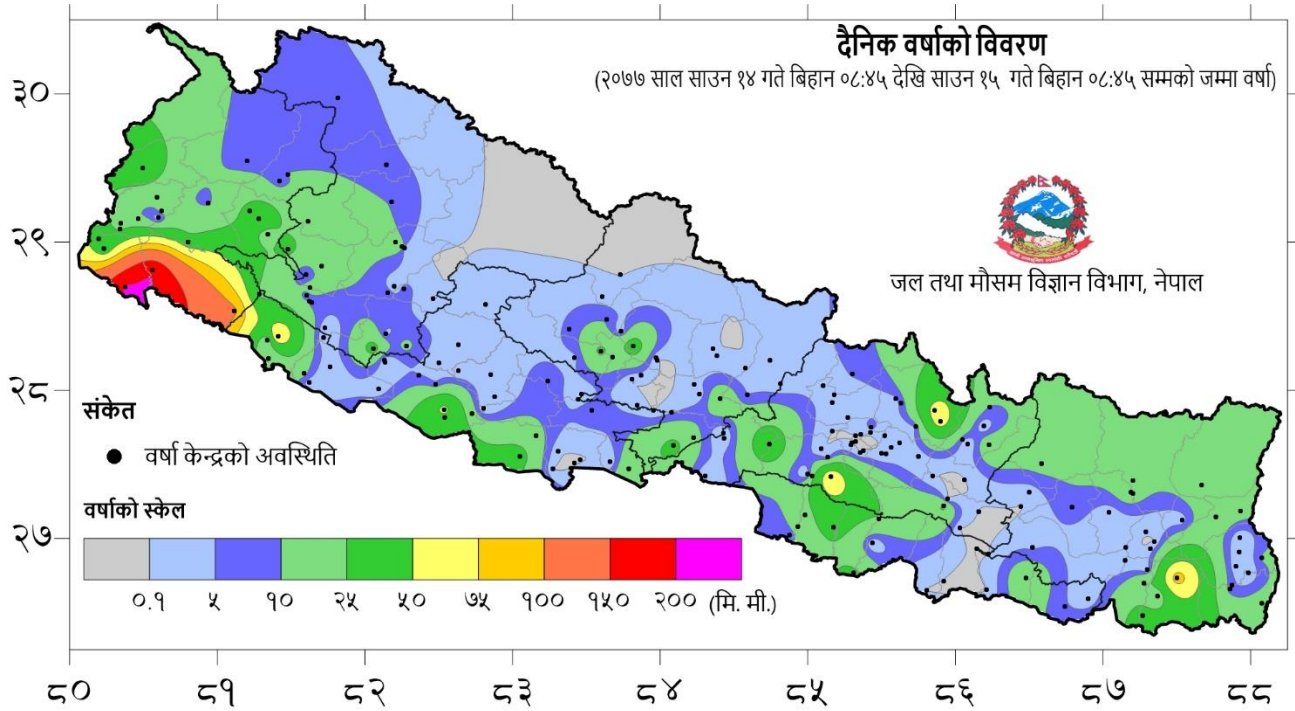 दैनिक वर्षाको विवरण
(२०७७ साल साउन १४ गते बिहान ०८:४५ देखि साउन १५ गते बिहान ०८:४५ सम्मको जम्मा वर्षा)
३०
२९
जल तथा मौसम विज्ञान विभाग, नेपाल
२८
संकेत
वर्षा केन्द्रको अवस्थिति
वर्षाको स्केल
२७
०.१ ५ १० २५ ५० ७५ १०० १५० २०० (मि. मी.)
८० ८१ ८२ ८३ ८४ ८५ ८६ ८७ ८८